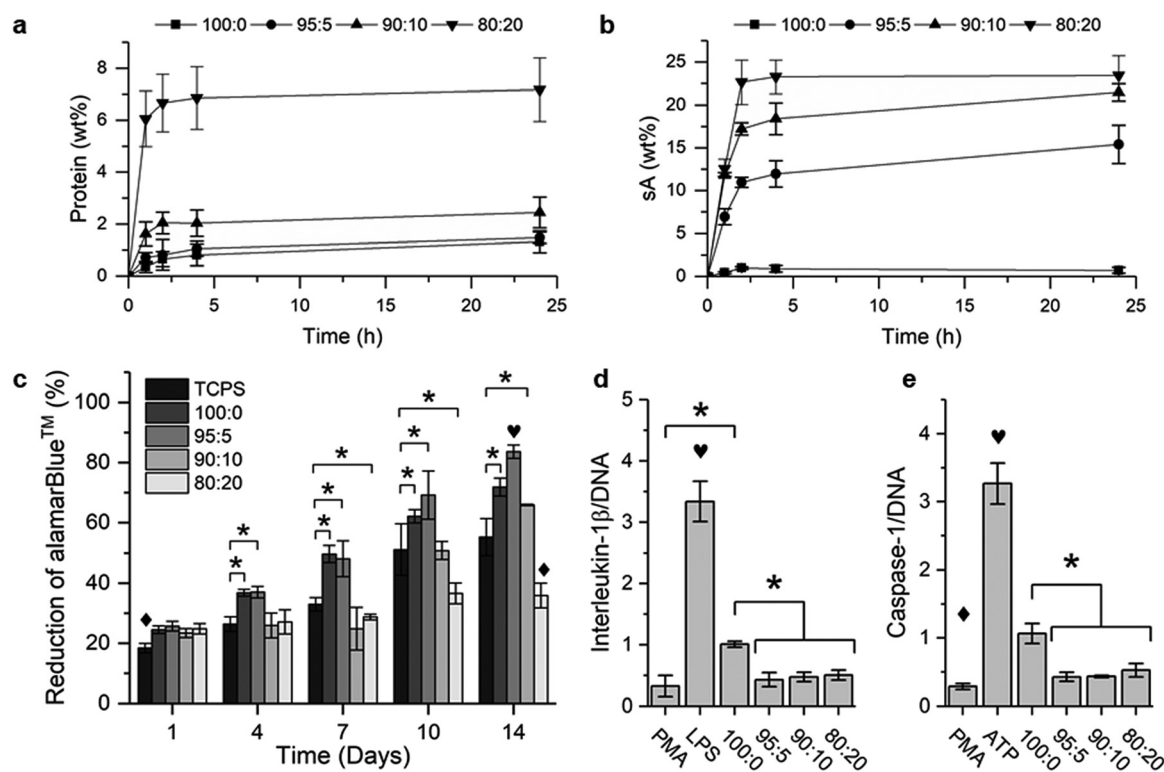 a
100:0 95:5 90:10 80:20
Protein (wt%)
8
6
4
2
0
0 5 10 15 20 25
Time (h)
b
100:0 95:5 90:10 80:20
sA (wt%)
25
20
15
10
5
0
0 5 10 15 20 25
Time (h)
c
Reduction of alamarBlue™ (%)
100
80
60
40
20
0
TCPS
100:0
95:5
90:10
80:20
* * * * * * * * *
♦ ♥ ♦
1 4 7 10 14
Time (Days)
d
Interleukin-1β/DNA
5
4
3
2
1
0
*
♥
*
PMA LPS 100:0 95:5 90:10 80:20
e
Caspase-1/DNA
4
3
2
1
0
♥
*
♦
PMA ATP 100:0 95:5 90:10 80:20